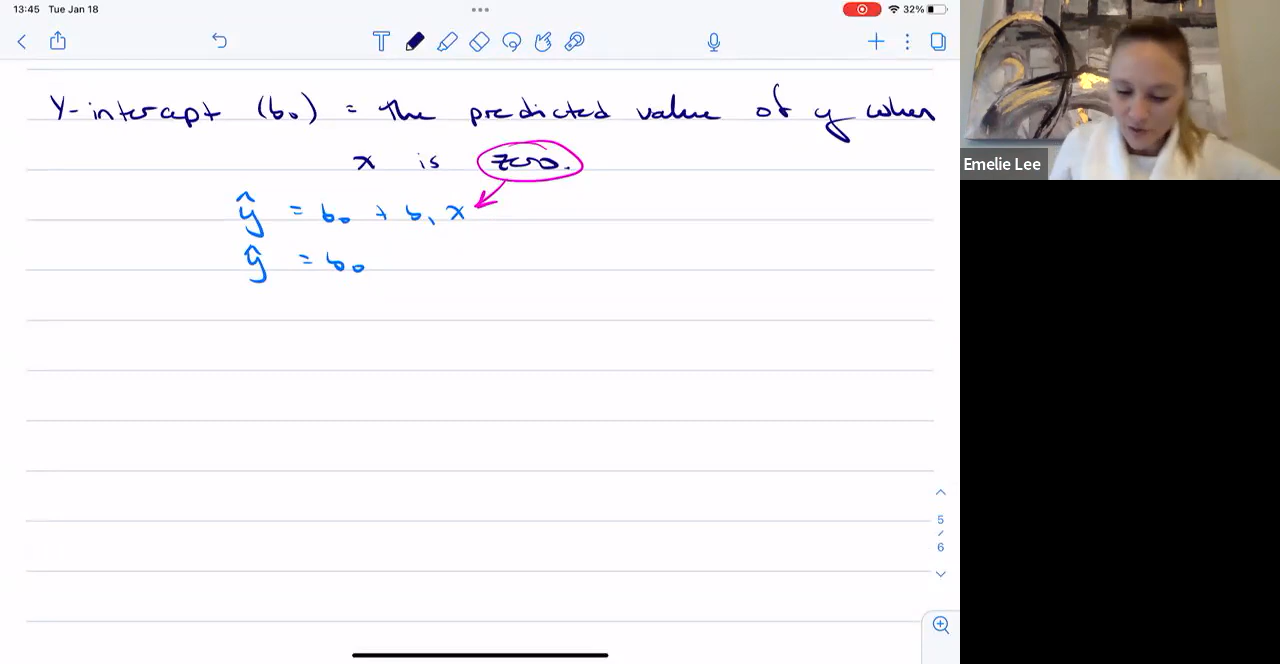 13:45 Tue Jan 18
32%
Y-intercept (b₀) = The predicted value of y when
x is zero.
ŷ = b₀ + b₁ x
ŷ = b₀
Emelie Lee
5
6